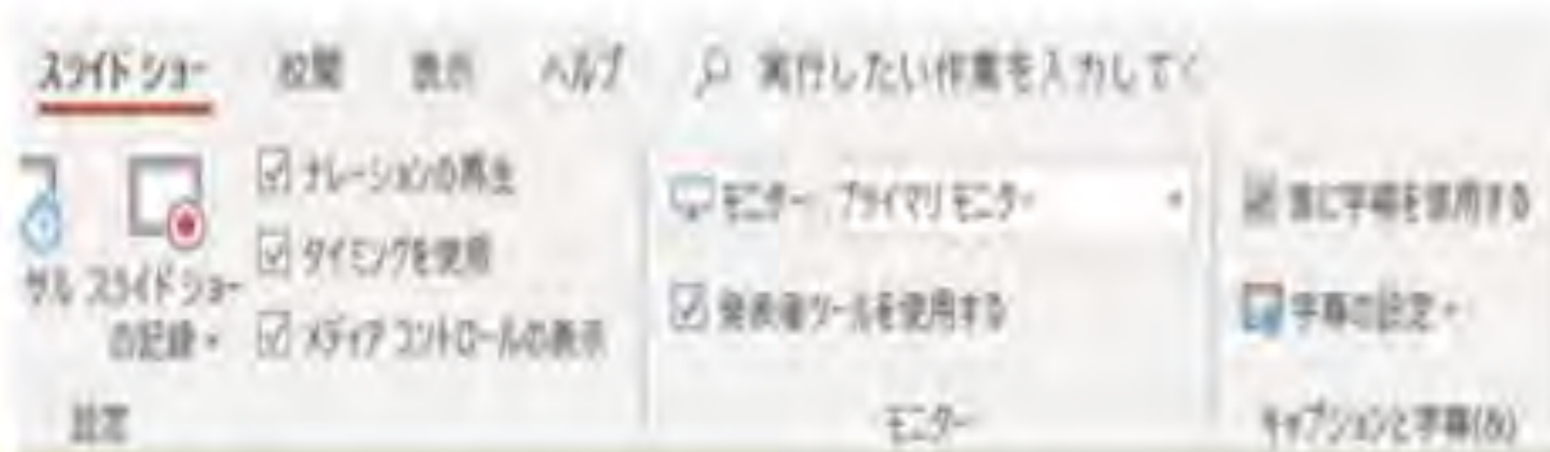 スライド ショー 校閲 表示 ヘルプ 実行したい作業を入力してく
ナレーションの再生
タイミングを使用
メディア コントロールの表示
サル スライド ショー
の記録
設定
モニター: プライマリ モニター
発表者ツールを使用する
モニター
常に字幕を使用する
字幕の設定
キャプションと字幕